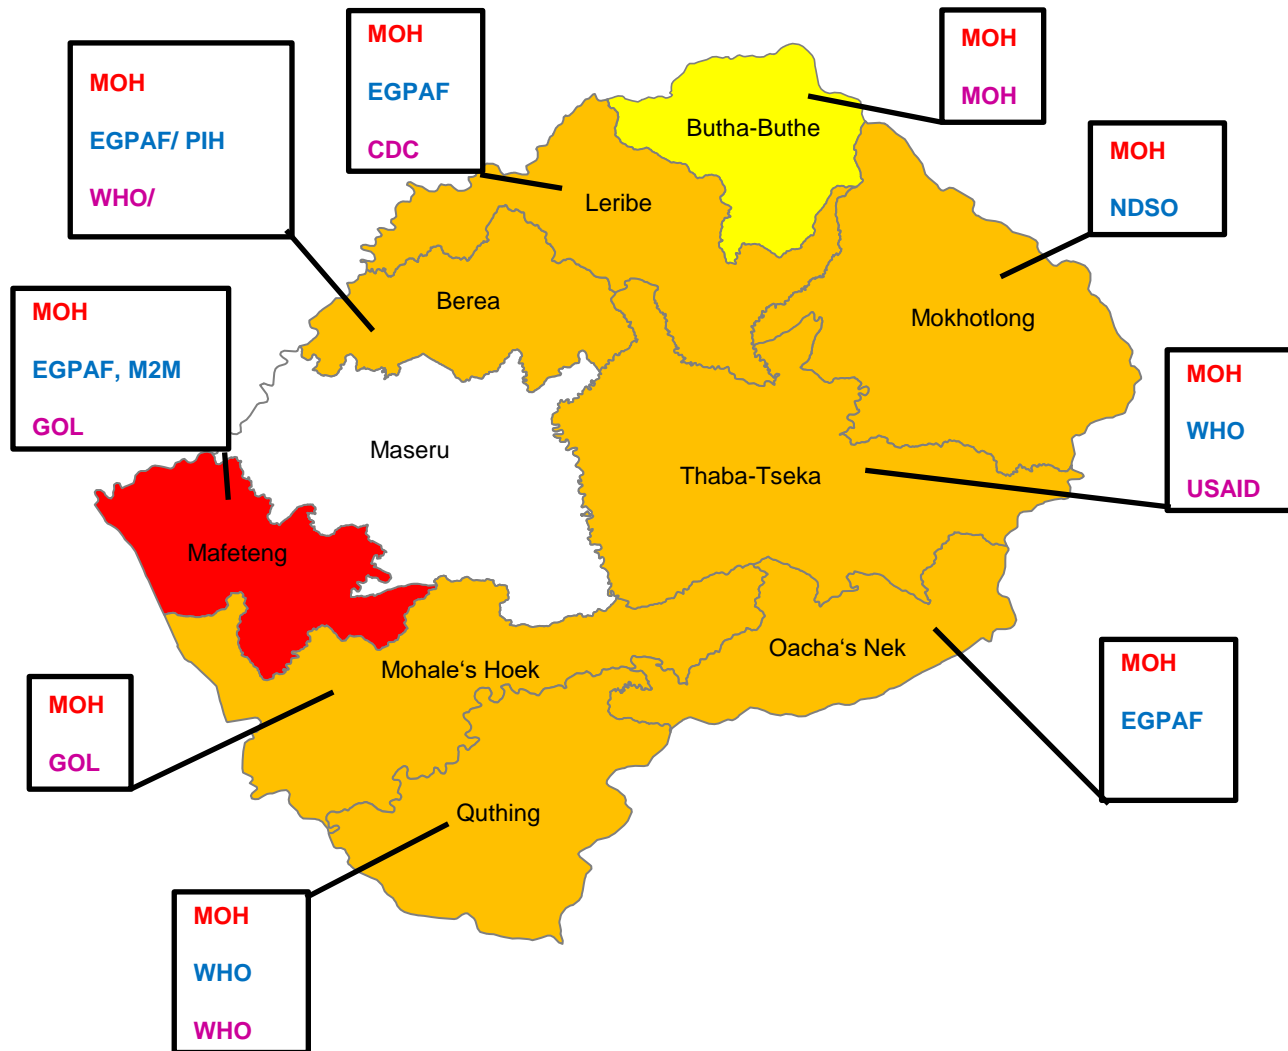 MOH
EGPAF
CDC
MOH
MOH
MOH
EGPAF/ PIH
WHO/
Butha-Buthe
MOH
NDSO
Leribe
Berea
Mokhotlong
MOH
EGPAF, M2M
GOL
MOH
WHO
USAID
Maseru
Thaba-Tseka
Mafeteng
Oacha‘s Nek
Mohale‘s Hoek
MOH
EGPAF
MOH
GOL
Quthing
MOH
WHO
WHO